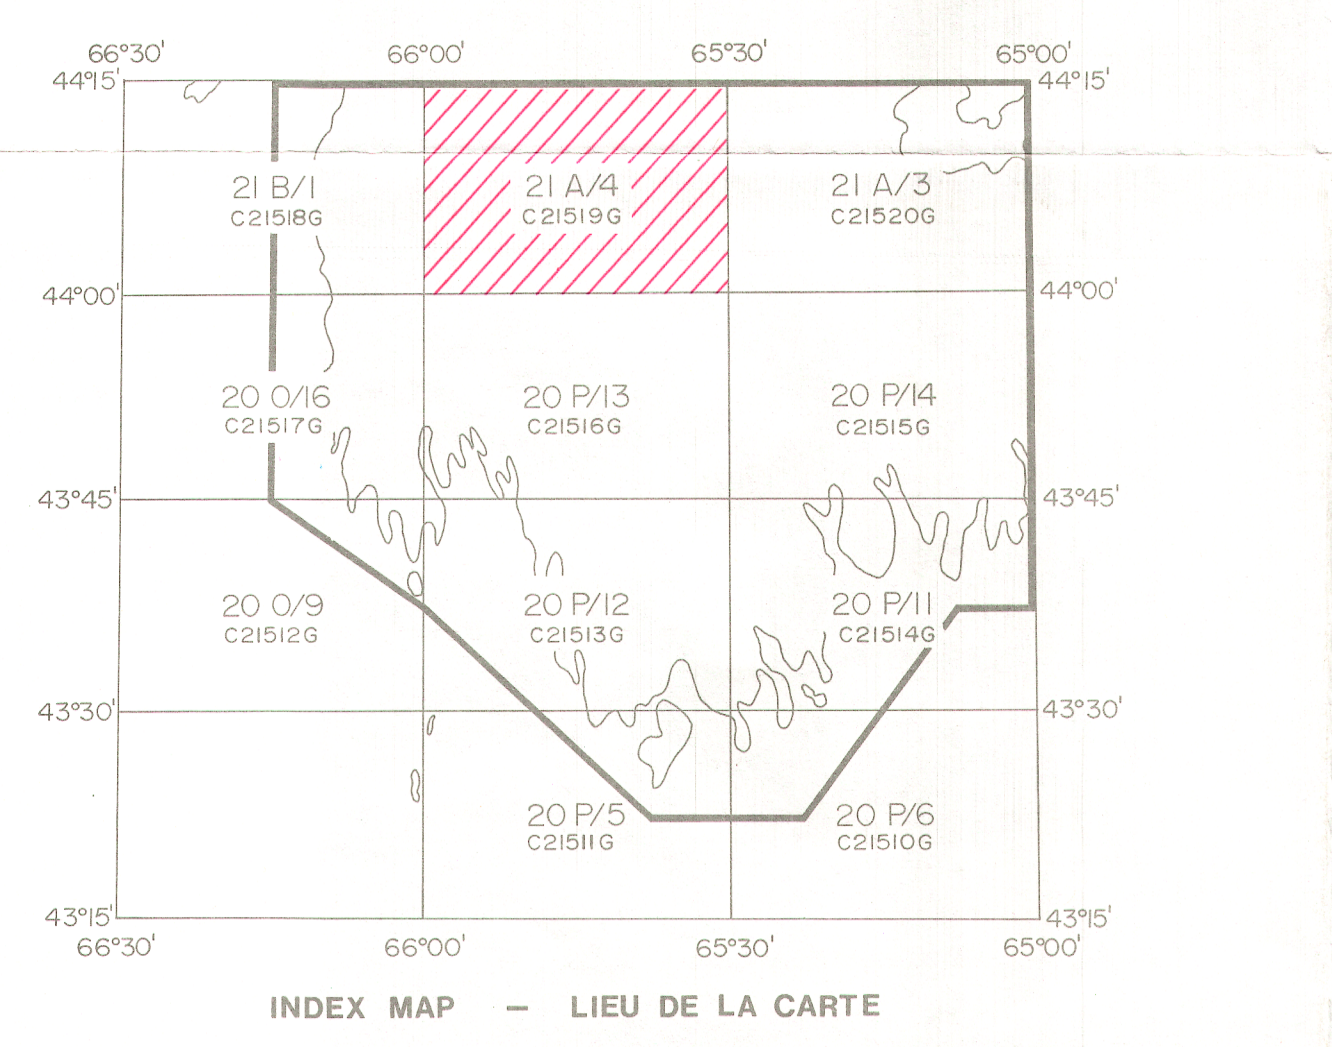 66°30' 66°00' 65°30' 65°00'
44°15' 44°15'
21 B/1 21 A/4 21 A/3
C21518G C21519G C21520G
44°00' 44°00'
20 O/16 20 P/13 20 P/14
C21517G C21516G C21515G
43°45' 43°45'
20 O/9 20 P/12 20 P/11
C21512G C21513G C21514G
43°30' 43°30'
20 P/5 20 P/6
C21511G C21510G
43°15' 43°15'
66°30' 66°00' 65°30' 65°00'
INDEX MAP – LIEU DE LA CARTE